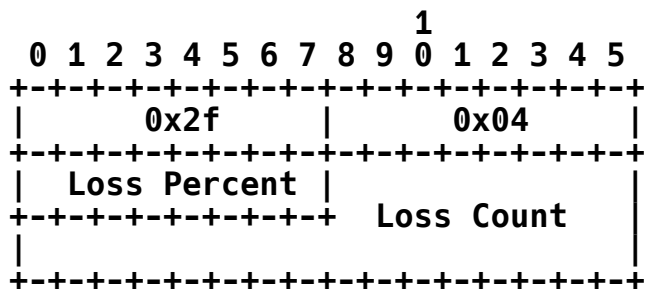 1
 0 1 2 3 4 5 6 7 8 9 0 1 2 3 4 5
+-+-+-+-+-+-+-+-+-+-+-+-+-+-+-+-+
|      0x2f     |      0x04     |
+-+-+-+-+-+-+-+-+-+-+-+-+-+-+-+-+
|  Loss Percent |               |
+-+-+-+-+-+-+-+-+  Loss Count   |
|                               |
+-+-+-+-+-+-+-+-+-+-+-+-+-+-+-+-+